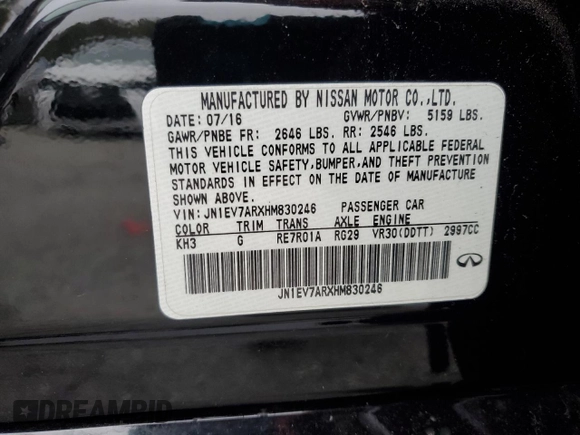 MANUFACTURED BY NISSAN MOTOR CO.,LTD.
DATE: 07/16 GVWR/PNBV: 5159 LBS.
GAWR/PNBE FR: 2646 LBS. RR: 2546 LBS.
THIS VEHICLE CONFORMS TO ALL APPLICABLE FEDERAL
MOTOR VEHICLE SAFETY,BUMPER,AND THEFT PREVENTION
STANDARDS IN EFFECT ON THE DATE OF MANUFACTURE
SHOWN ABOVE.
VIN: JN1EV7ARXHM830246 PASSENGER CAR
COLOR TRIM TRANS AXLE ENGINE
KH3 G RE7R01A RG29 VR30(DDTT) 2997CC
JN1EV7ARXHM830246
DREAMBID